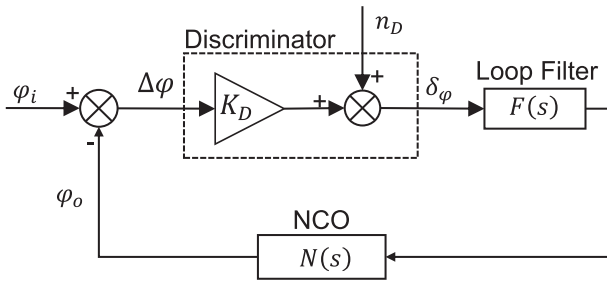 n_D
Discriminator
Loop Filter
φ_i
+
Δφ
K_D
+
+
δ_φ
F(s)
-
φ_o
NCO
N(s)